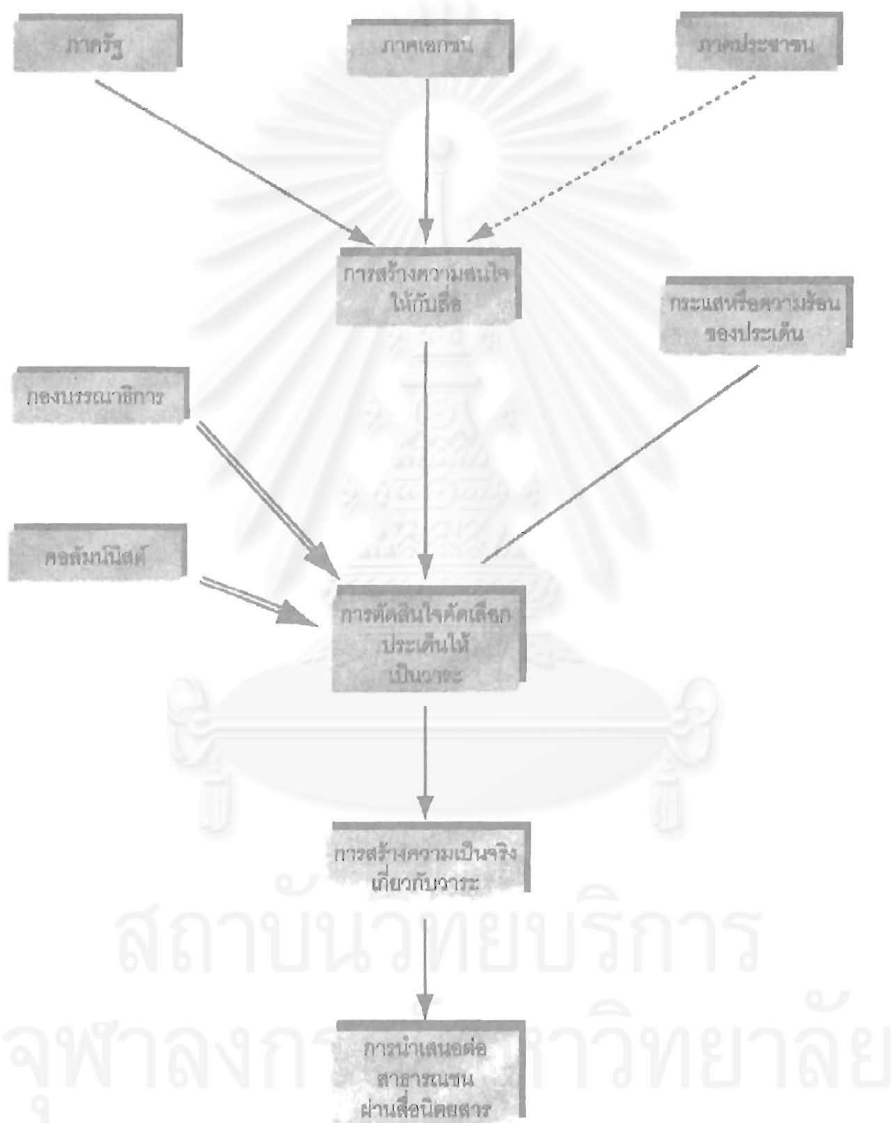 ภาครัฐ
ภาคเอกชน
ภาคประชาชน
การสร้างความสนใจ
ให้กับสื่อ
กระแสหรือความร้อน
ของประเด็น
กองบรรณาธิการ
คอลัมน์นิสต์
การตัดสินใจคัดเลือก
ประเด็นให้
เป็นวาระ
การสร้างความเป็นจริง
เกี่ยวกับวาระ
สถาบันวิทยบริการ
จุฬาลงกรณ์มหาวิทยาลัย
การนำเสนอต่อ
สาธารณชน
ผ่านสื่อนิตยสาร